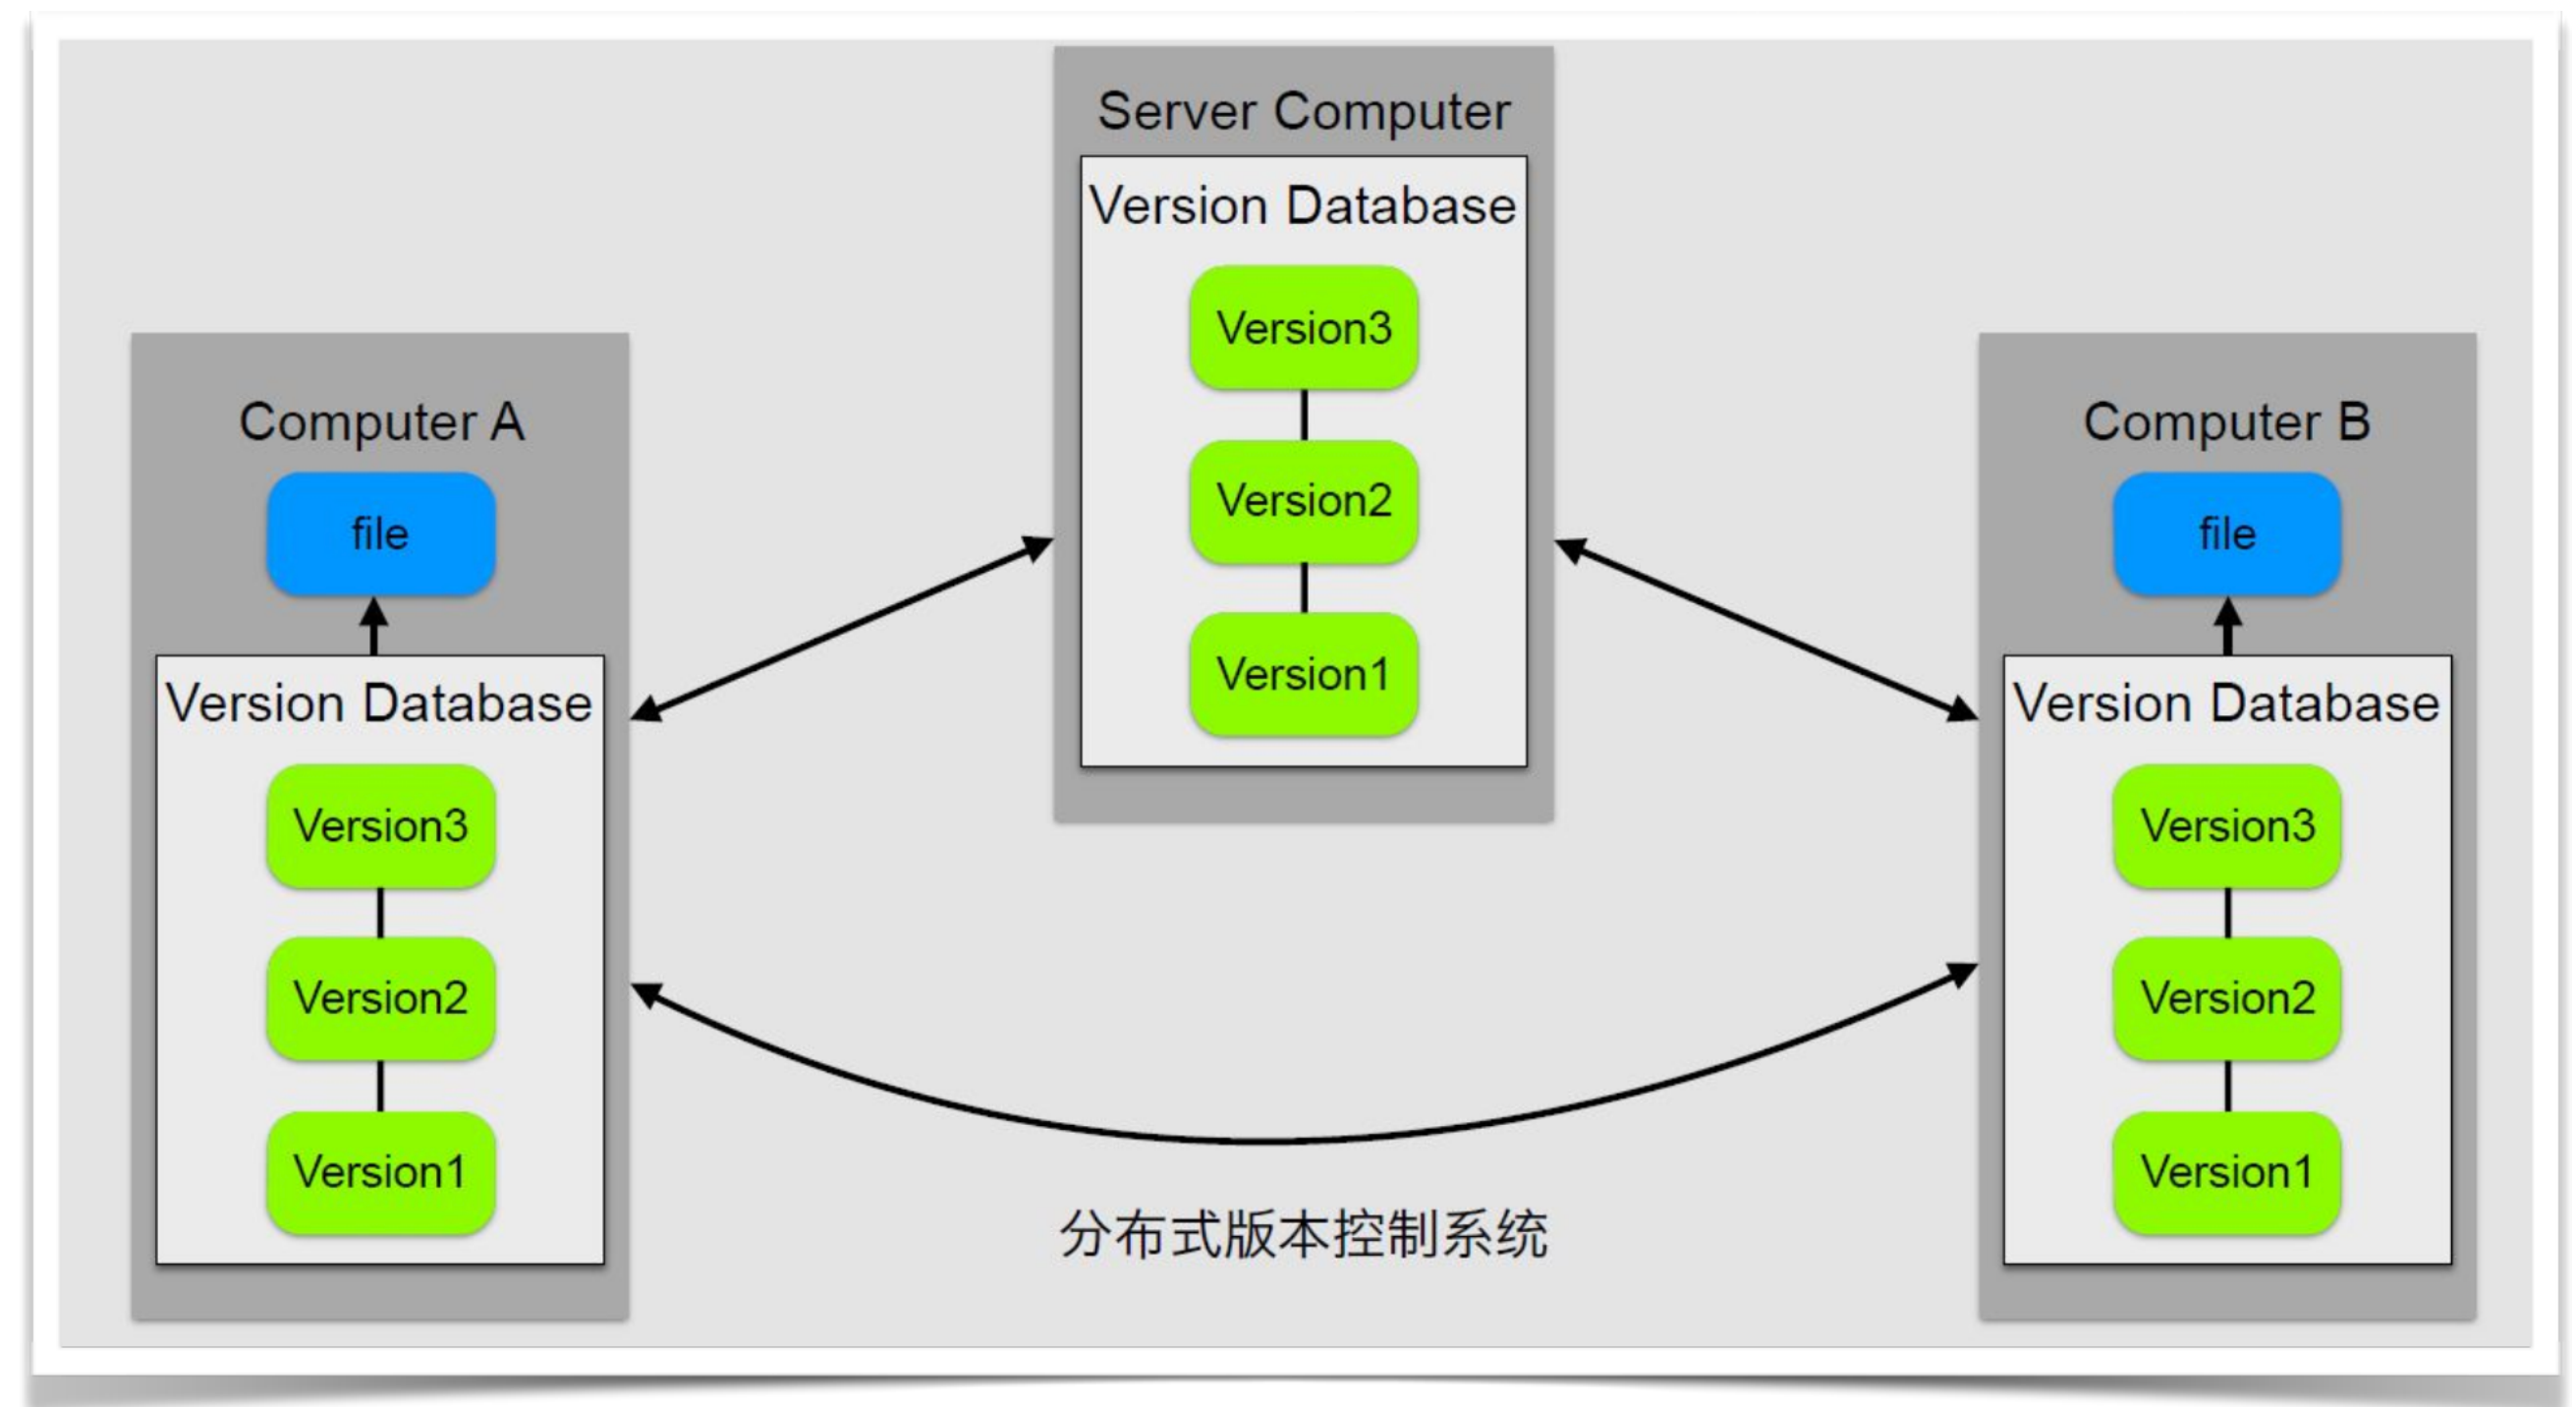 Server Computer
Version Database
Version3
Version2
Version1
Computer A
file
Version Database
Version3
Version2
Version1
Computer B
file
Version Database
Version3
Version2
Version1
分布式版本控制系统